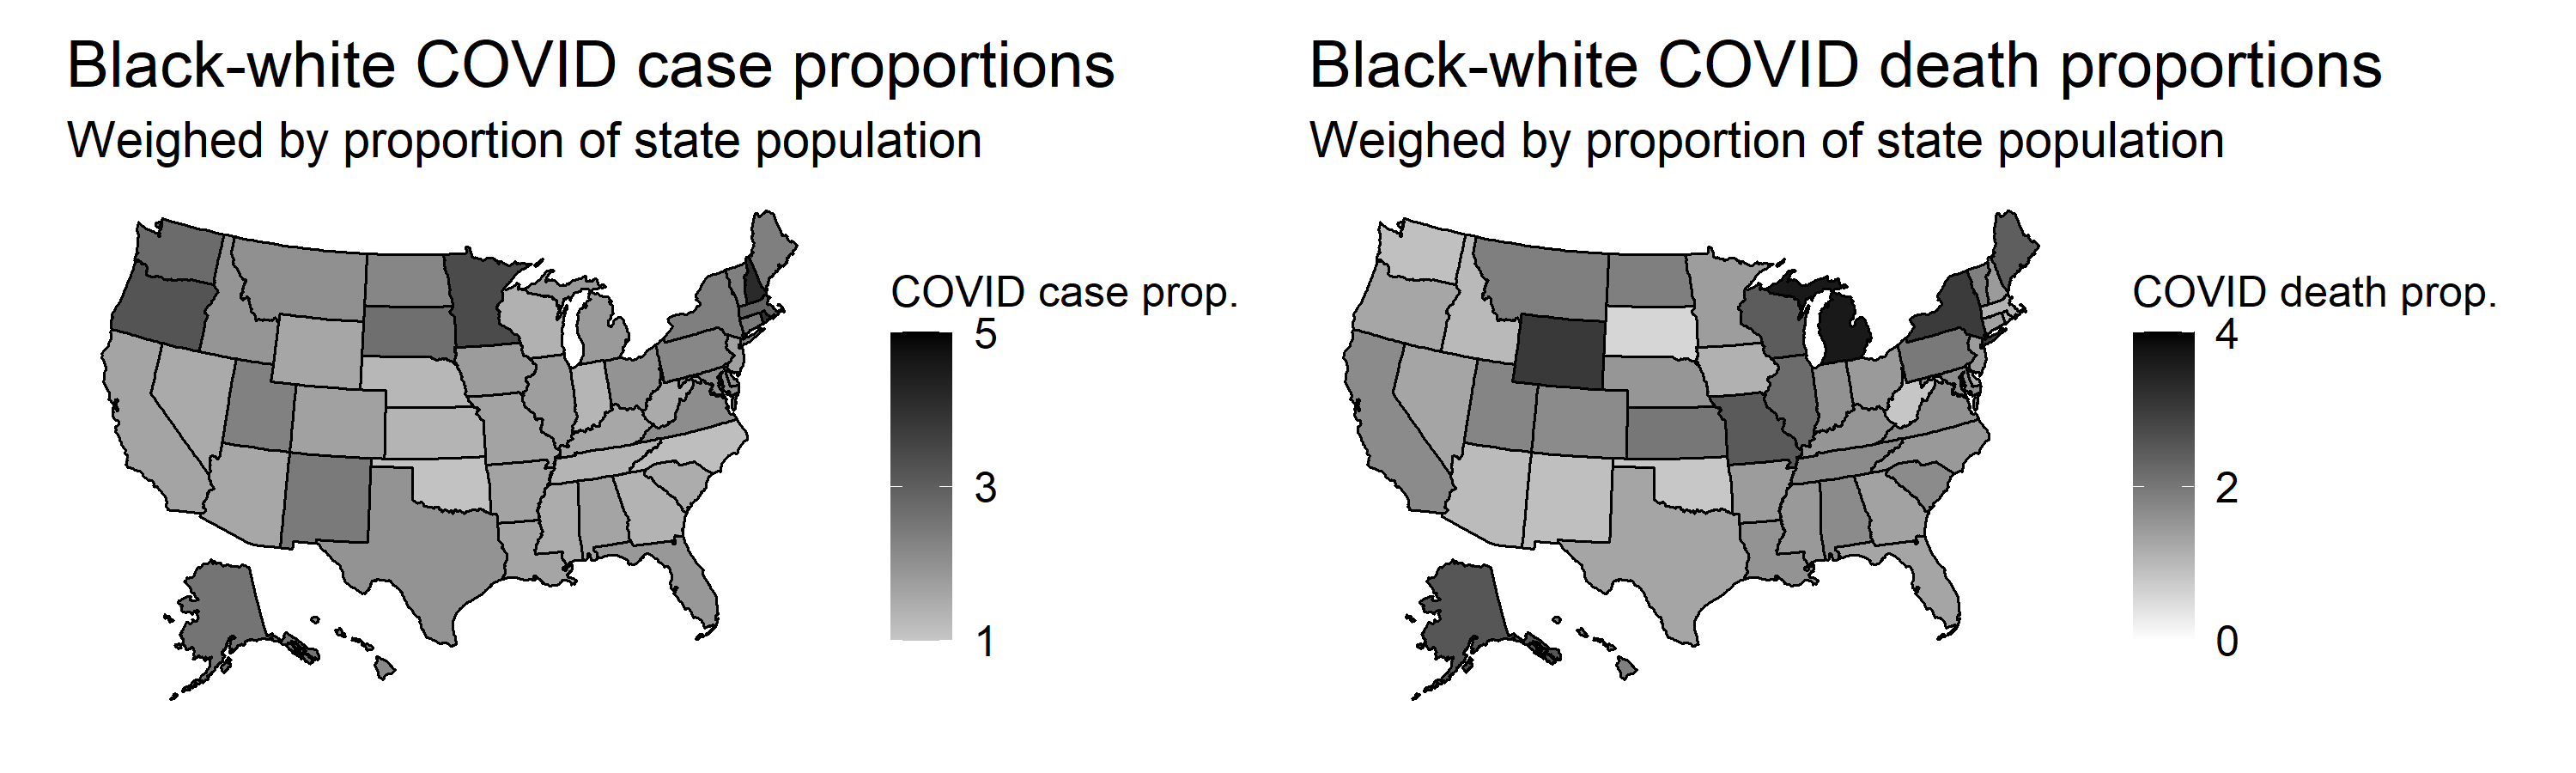 Black-white COVID case proportions
Weighed by proportion of state population
COVID case prop.
5
3
1
Black-white COVID death proportions
Weighed by proportion of state population
COVID death prop.
4
2
0